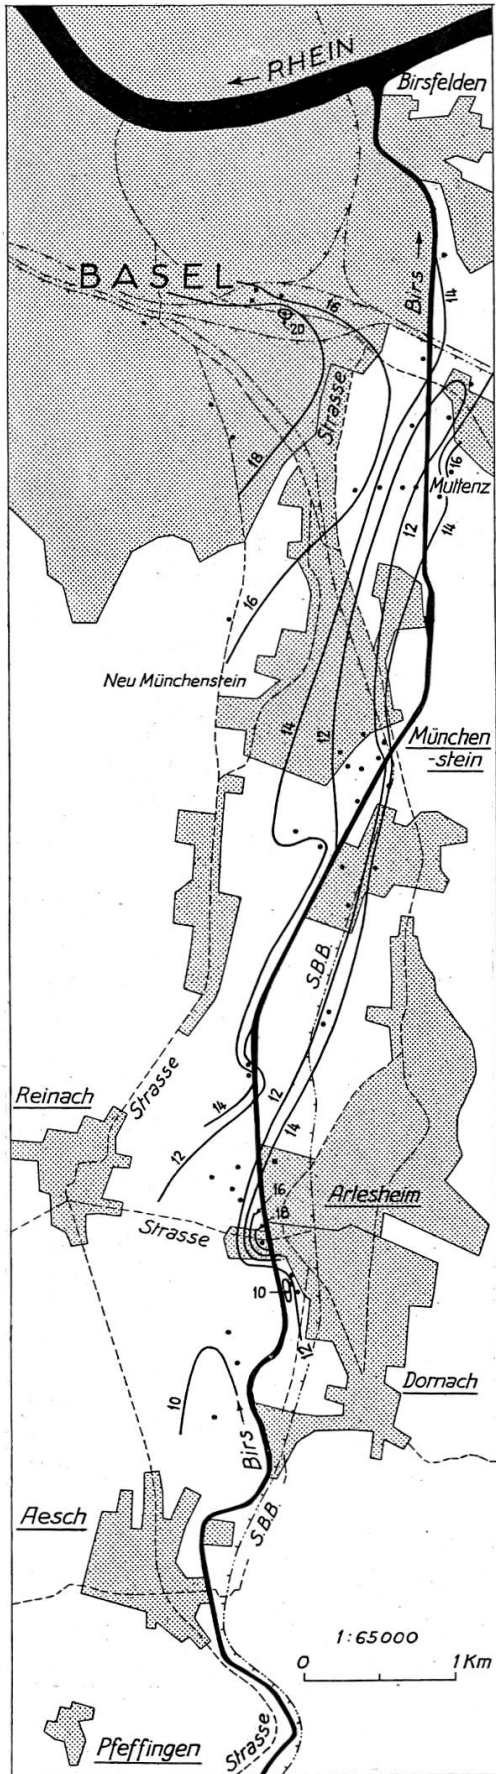 ← RHEIN
Birsfelden
BASEL
Birs →
14
16
20
Strasse
18
16
Muttenz
12
14
16
Neu Münchenstein
14
12
München
-stein
S.B.B.
Strasse
Reinach
14
12
12
14
16
18
Arlesheim
Strasse
10
12
10
Dornach
Birs →
Aesch
S.B.B.
1:65000
0 1 Km
Strasse
Pfeffingen